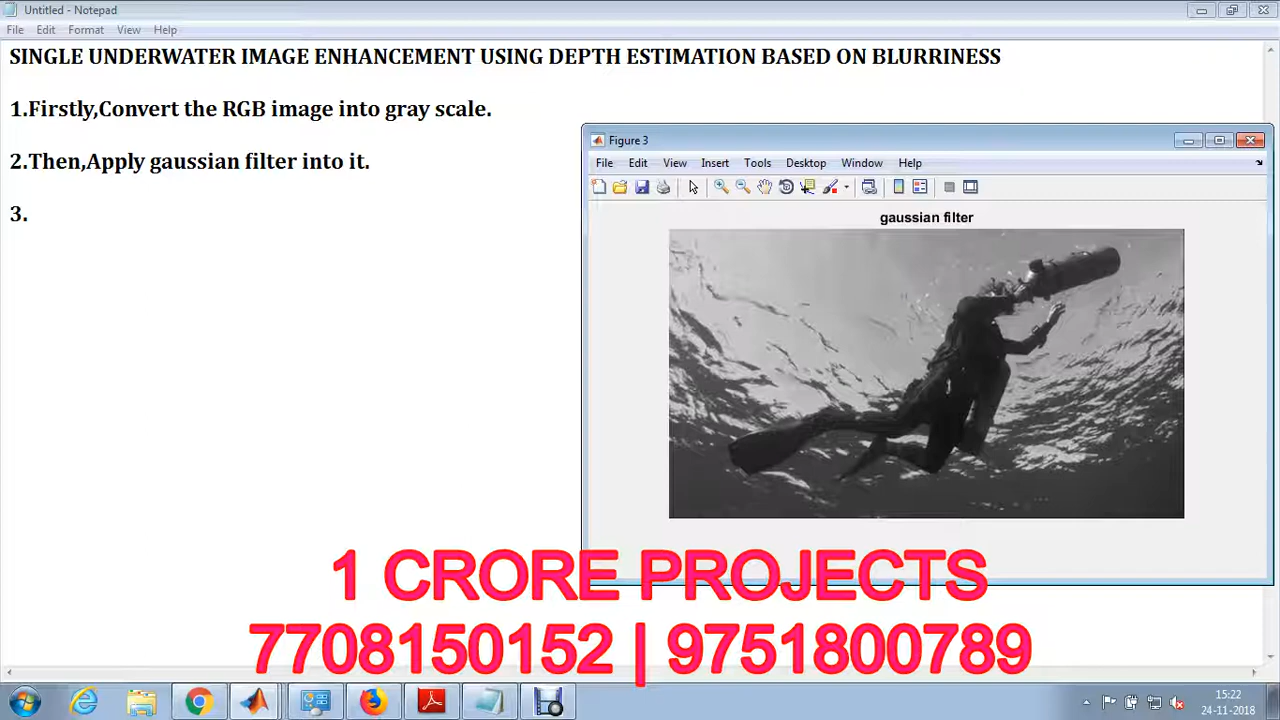 Untitled - Notepad
File Edit Format View Help
SINGLE UNDERWATER IMAGE ENHANCEMENT USING DEPTH ESTIMATION BASED ON BLURRINESS
1.Firstly,Convert the RGB image into gray scale.
2.Then,Apply gaussian filter into it.
3.
Figure 3
File Edit View Insert Tools Desktop Window Help
gaussian filter
1 CRORE PROJECTS
7708150152 | 9751800789
15:22
24-11-2018